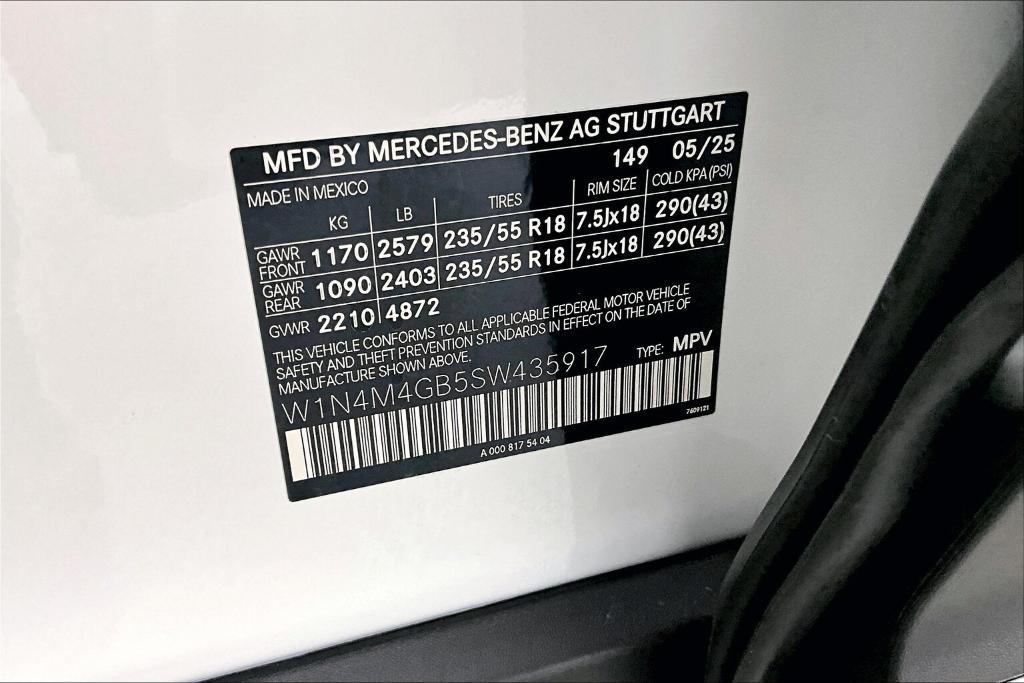 MFD BY MERCEDES-BENZ AG STUTTGART
149 05/25
MADE IN MEXICO
KG LB TIRES RIM SIZE COLD KPA(PSI)
GAWR FRONT 1170 2579 235/55 R18 7.5Jx18 290(43)
GAWR REAR 1090 2403 235/55 R18 7.5Jx18 290(43)
GVWR 2210 4872
THIS VEHICLE CONFORMS TO ALL APPLICABLE FEDERAL MOTOR VEHICLE
SAFETY AND THEFT PREVENTION STANDARDS IN EFFECT ON THE DATE OF
MANUFACTURE SHOWN ABOVE.
W1N4M4GB5SW435917 TYPE: MPV
7609121
A 000 817 54 04